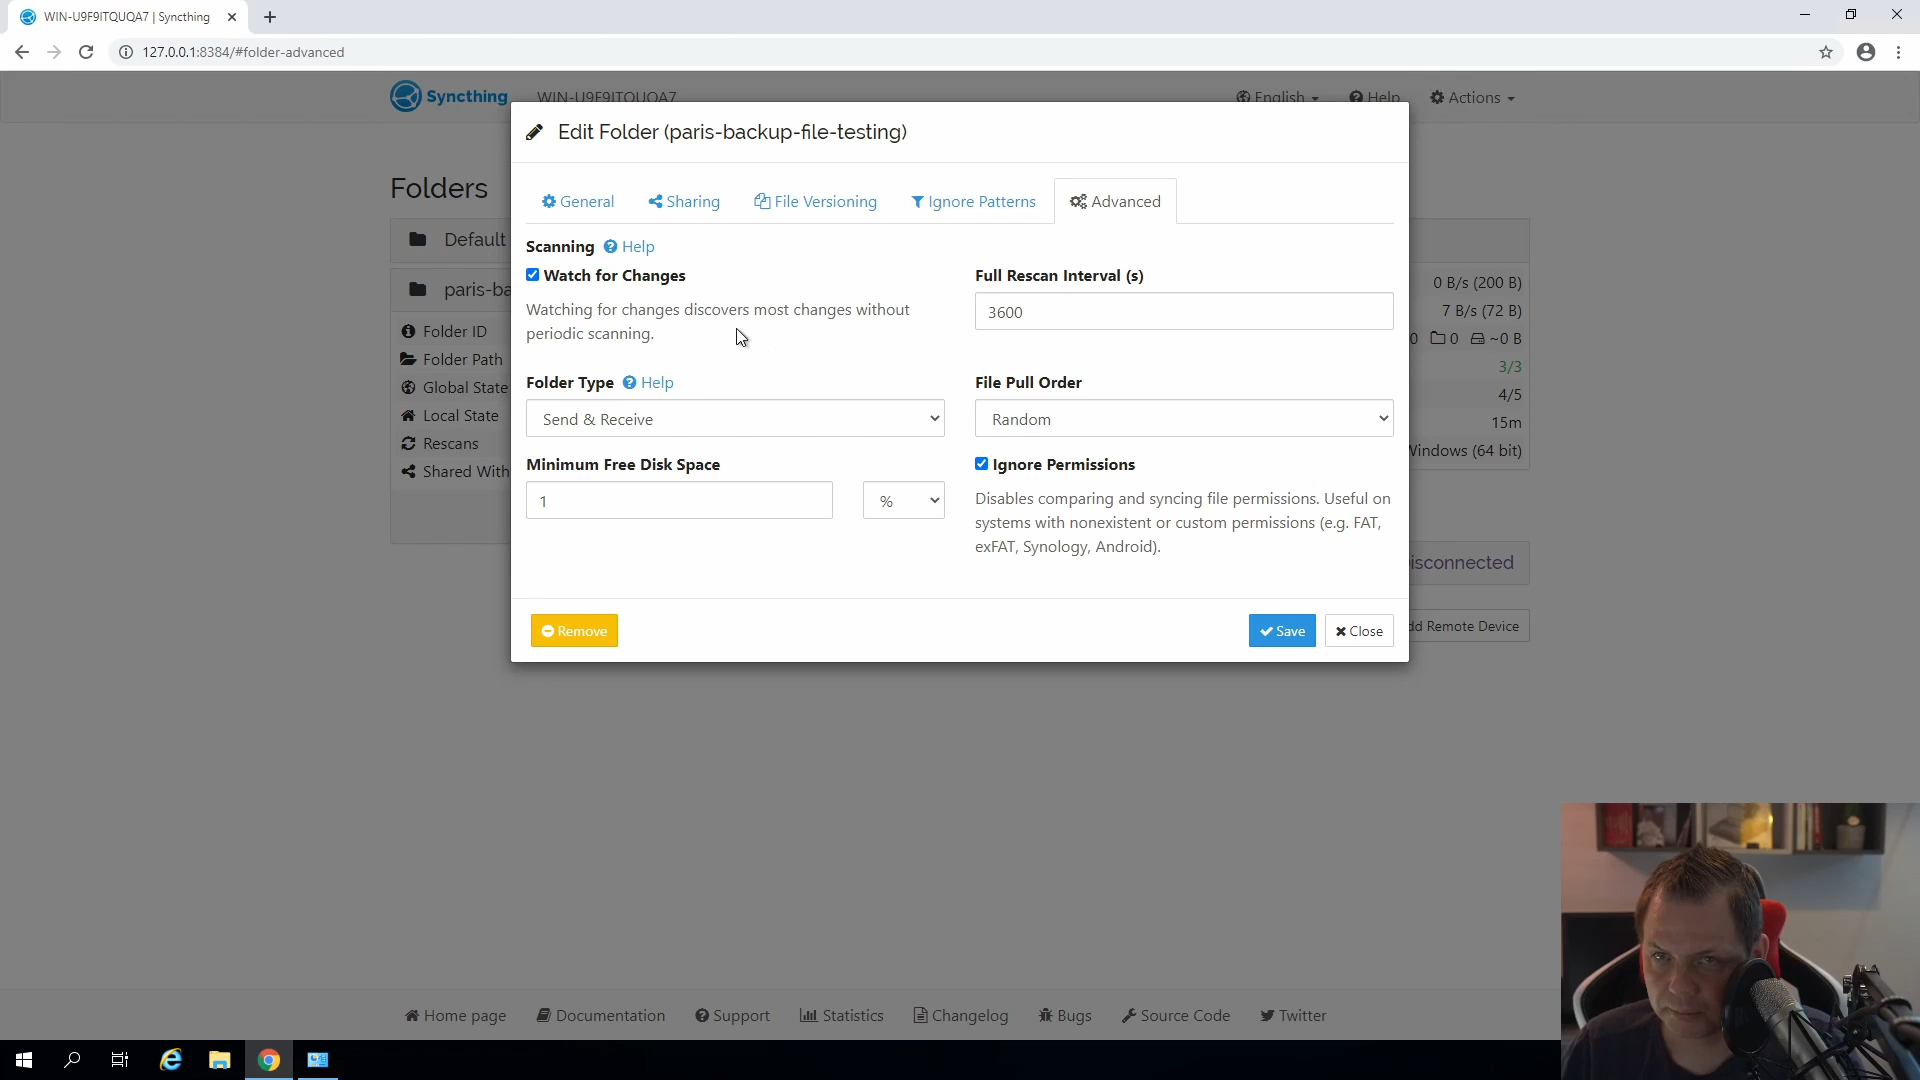 WIN-U9F9ITQUQA7 | Syncthing
127.0.0.1:8384/#folder-advanced
Syncthing
WIN-U9F9ITQUQA7
English
Help
Actions
Edit Folder (paris-backup-file-testing)
General
Sharing
File Versioning
Ignore Patterns
Advanced
Folders
Default
paris-ba
Folder ID
Folder Path
Global State
Local State
Rescans
Shared With
Scanning Help
Watch for Changes
Watching for changes discovers most changes without
periodic scanning.
Full Rescan Interval (s)
3600
Folder Type Help
Send & Receive
File Pull Order
Random
Minimum Free Disk Space
1
%
Ignore Permissions
Disables comparing and syncing file permissions. Useful on
systems with nonexistent or custom permissions (e.g. FAT,
exFAT, Synology, Android).
Remove
Save
Close
0 B/s (200 B)
7 B/s (72 B)
0 0 ~0 B
3/3
4/5
15m
Windows (64 bit)
isconnected
dd Remote Device
Home page
Documentation
Support
Statistics
Changelog
Bugs
Source Code
Twitter